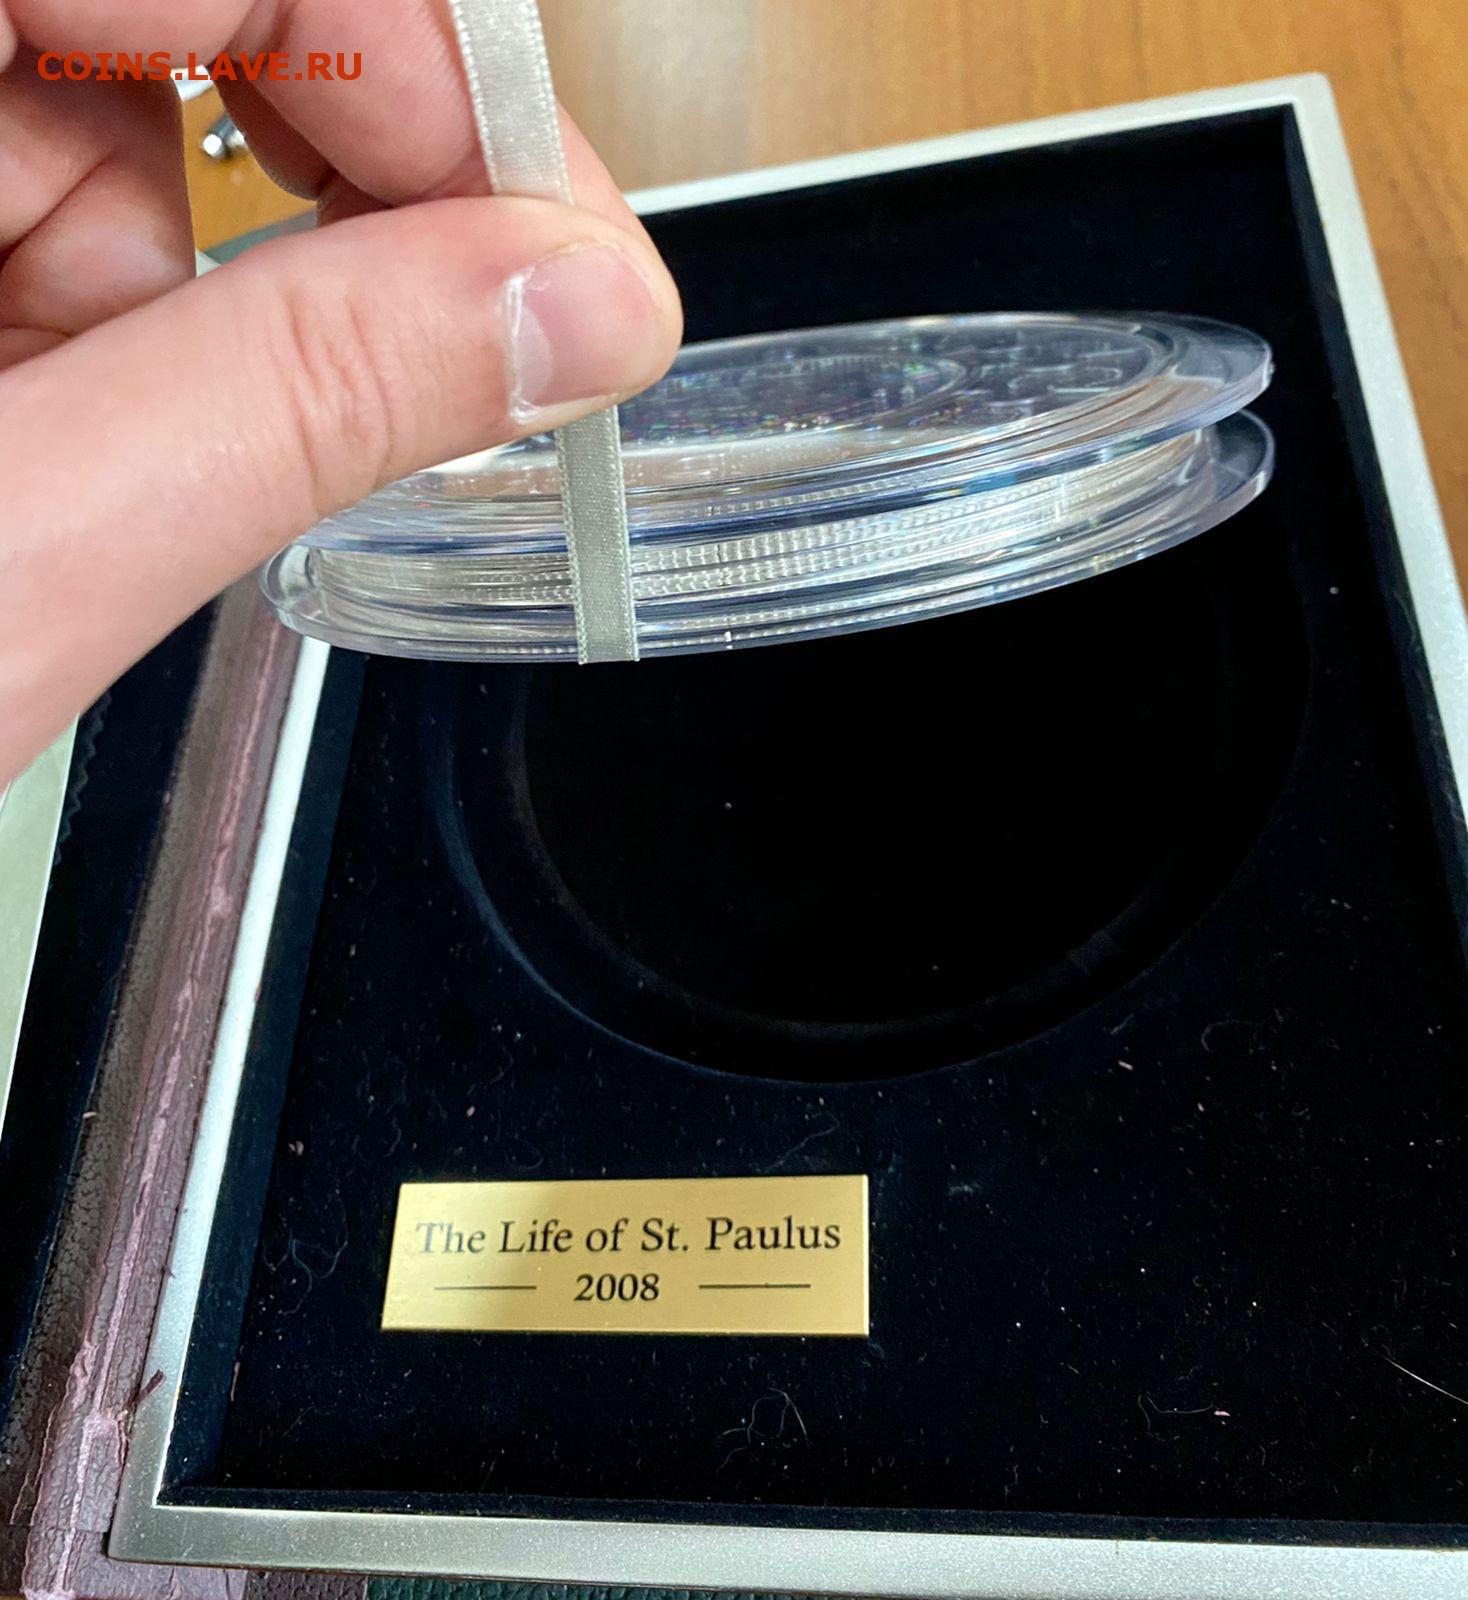 COINS.LAVE.RU
The Life of St. Paulus
2008